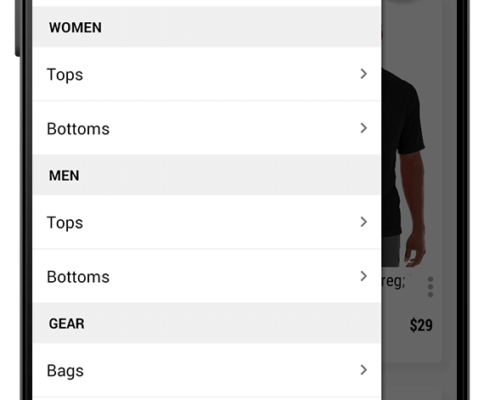 WOMEN
Tops
Bottoms
MEN
Tops
Bottoms
reg;
GEAR
$29
Bags